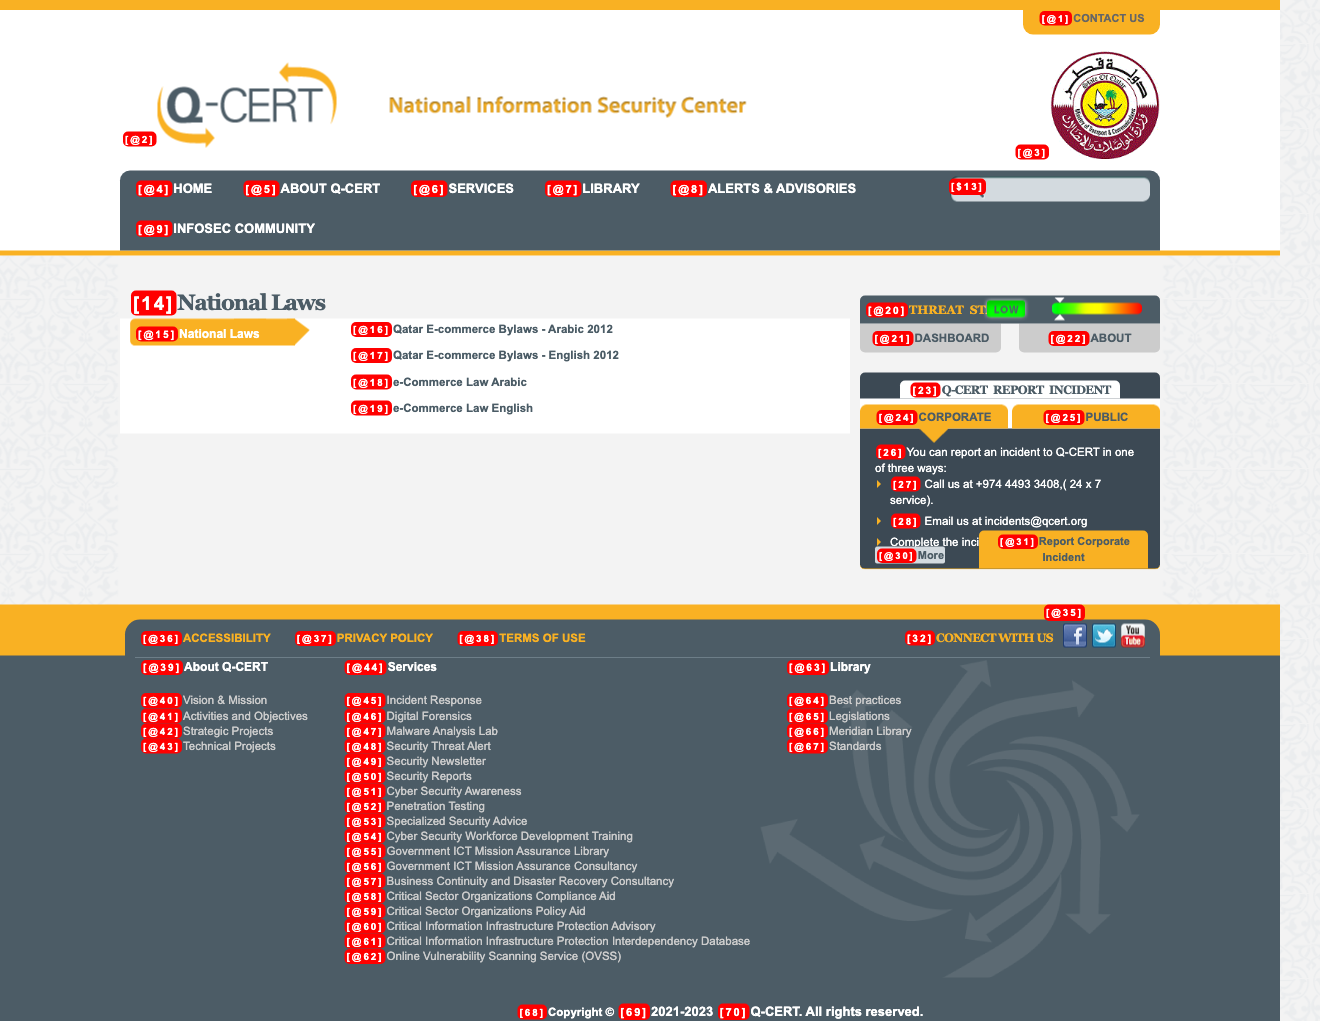 [@1] CONTACT US
Q-CERT
National Information Security Center
[@2]
[@3]
دولة قطر
State Of Qatar
Ministry of Transport & Communications
وزارة المواصلات والاتصالات
[@4] HOME [@5] ABOUT Q-CERT [@6] SERVICES [@7] LIBRARY [@8] ALERTS & ADVISORIES [$13]
[@9] INFOSEC COMMUNITY
[14] National Laws
[@15] National Laws
[@16] Qatar E-commerce Bylaws - Arabic 2012
[@17] Qatar E-commerce Bylaws - English 2012
[@18] e-Commerce Law Arabic
[@19] e-Commerce Law English
[@20] THREAT ST LOW
[@21] DASHBOARD [@22] ABOUT
[23] Q-CERT REPORT INCIDENT
[@24] CORPORATE [@25] PUBLIC
[26] You can report an incident to Q-CERT in one
of three ways:
[27] Call us at +974 4493 3408,( 24 x 7
service).
[28] Email us at incidents@qcert.org
Complete the inci
[@30] More
[@31] Report Corporate
Incident
[@35]
[@36] ACCESSIBILITY [@37] PRIVACY POLICY [@38] TERMS OF USE [32] CONNECT WITH US f You Tube
[@39] About Q-CERT
[@40] Vision & Mission
[@41] Activities and Objectives
[@42] Strategic Projects
[@43] Technical Projects
[@44] Services
[@45] Incident Response
[@46] Digital Forensics
[@47] Malware Analysis Lab
[@48] Security Threat Alert
[@49] Security Newsletter
[@50] Security Reports
[@51] Cyber Security Awareness
[@52] Penetration Testing
[@53] Specialized Security Advice
[@54] Cyber Security Workforce Development Training
[@55] Government ICT Mission Assurance Library
[@56] Government ICT Mission Assurance Consultancy
[@57] Business Continuity and Disaster Recovery Consultancy
[@58] Critical Sector Organizations Compliance Aid
[@59] Critical Sector Organizations Policy Aid
[@60] Critical Information Infrastructure Protection Advisory
[@61] Critical Information Infrastructure Protection Interdependency Database
[@62] Online Vulnerability Scanning Service (OVSS)
[@63] Library
[@64] Best practices
[@65] Legislations
[@66] Meridian Library
[@67] Standards
[68] Copyright © [69] 2021-2023 [70] Q-CERT. All rights reserved.